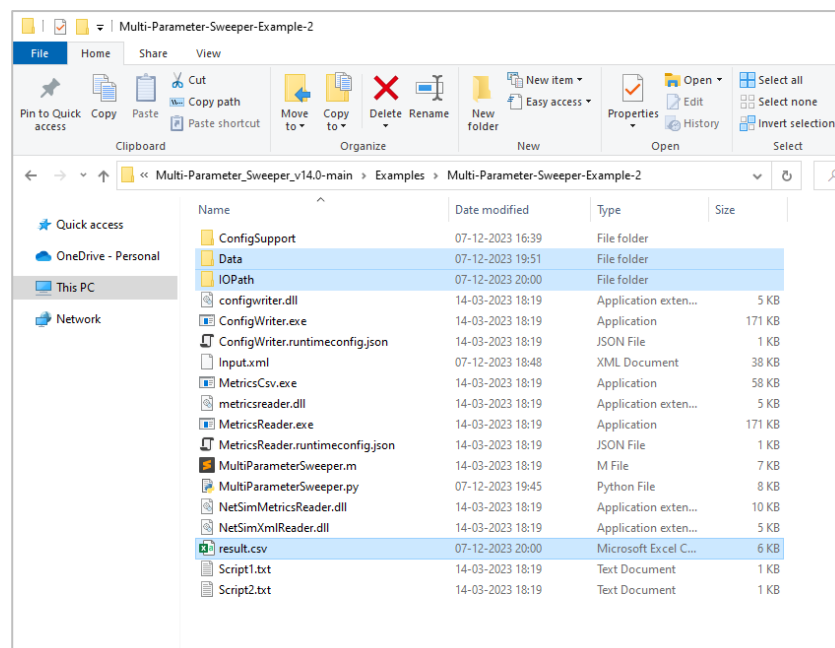 Multi-Parameter-Sweeper-Example-2
File Home Share View
Pin to Quick access
Copy
Paste
Cut
Copy path
Paste shortcut
Clipboard
Move to
Copy to
Delete
Rename
Organize
New folder
New item
Easy access
New
Properties
Open
Edit
History
Open
Select all
Select none
Invert selection
Select
« Multi-Parameter_Sweeper_v14.0-main > Examples > Multi-Parameter-Sweeper-Example-2
Quick access
OneDrive - Personal
This PC
Network
Name Date modified Type Size
ConfigSupport 07-12-2023 16:39 File folder
Data 07-12-2023 19:51 File folder
IOPath 07-12-2023 20:00 File folder
configwriter.dll 14-03-2023 18:19 Application exten... 5 KB
ConfigWriter.exe 14-03-2023 18:19 Application 171 KB
ConfigWriter.runtimeconfig.json 14-03-2023 18:19 JSON File 1 KB
Input.xml 07-12-2023 18:48 XML Document 38 KB
MetricsCsv.exe 14-03-2023 18:19 Application 58 KB
metricsreader.dll 14-03-2023 18:19 Application exten... 5 KB
MetricsReader.exe 14-03-2023 18:19 Application 171 KB
MetricsReader.runtimeconfig.json 14-03-2023 18:19 JSON File 1 KB
MultiParameterSweeper.m 14-03-2023 18:19 M File 7 KB
MultiParameterSweeper.py 07-12-2023 19:45 Python File 8 KB
NetSimMetricsReader.dll 14-03-2023 18:19 Application exten... 10 KB
NetSimXmlReader.dll 14-03-2023 18:19 Application exten... 5 KB
result.csv 07-12-2023 20:00 Microsoft Excel C... 6 KB
Script1.txt 14-03-2023 18:19 Text Document 1 KB
Script2.txt 14-03-2023 18:19 Text Document 1 KB